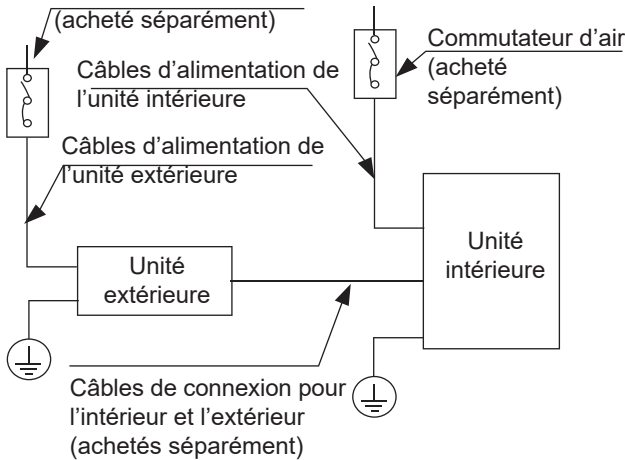 (acheté séparément)
Commutateur d’air
(acheté
séparément)
Câbles d’alimentation de
l’unité intérieure
Câbles d’alimentation de
l’unité extérieure
Unité
extérieure
Unité
intérieure
Câbles de connexion pour
l’intérieur et l’extérieur
(achetés séparément)